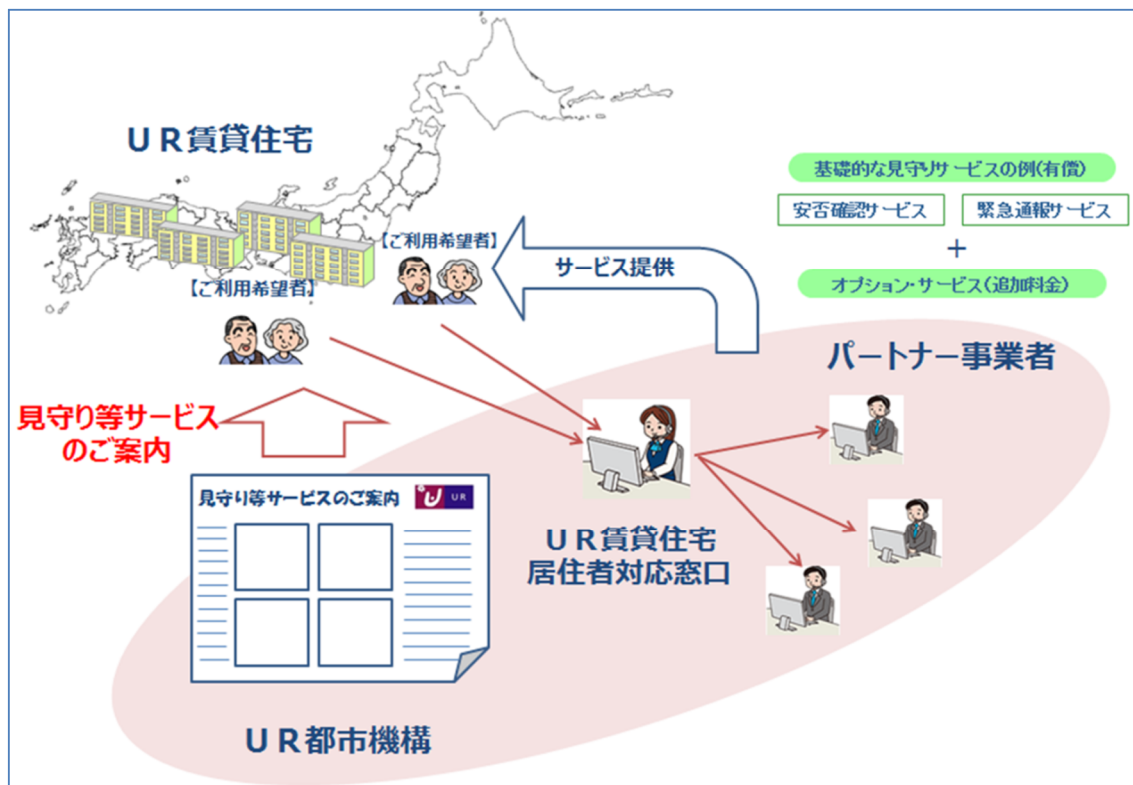 UR賃貸住宅
基礎的な見守りサービスの例(有償)
安否確認サービス
緊急通報サービス
+
オプション・サービス(追加料金)
【ご利用希望者】
サービス提供
【ご利用希望者】
パートナー事業者
見守り等サービス
のご案内
見守り等サービスのご案内
UR
UR賃貸住宅
居住者対応窓口
UR都市機構